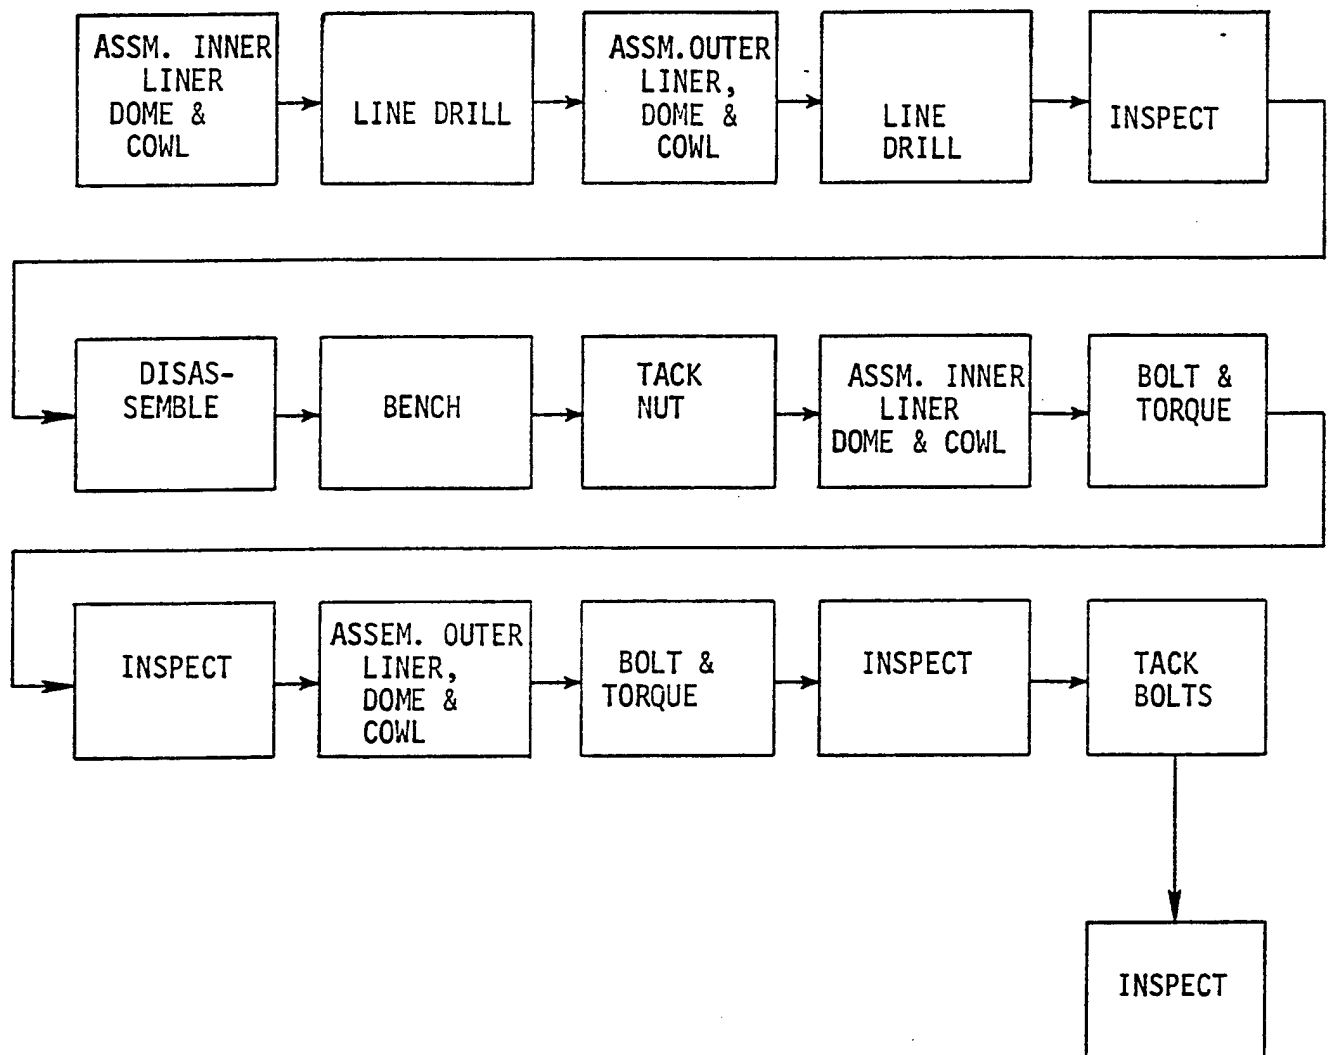 ASSM. INNER
LINER
DOME &
COWL
LINE DRILL
ASSM.OUTER
LINER,
DOME &
COWL
LINE
DRILL
INSPECT
DISAS-
SEMBLE
BENCH
TACK
NUT
ASSM. INNER
LINER
DOME & COWL
BOLT &
TORQUE
INSPECT
ASSEM. OUTER
LINER,
DOME &
COWL
BOLT &
TORQUE
INSPECT
TACK
BOLTS
INSPECT